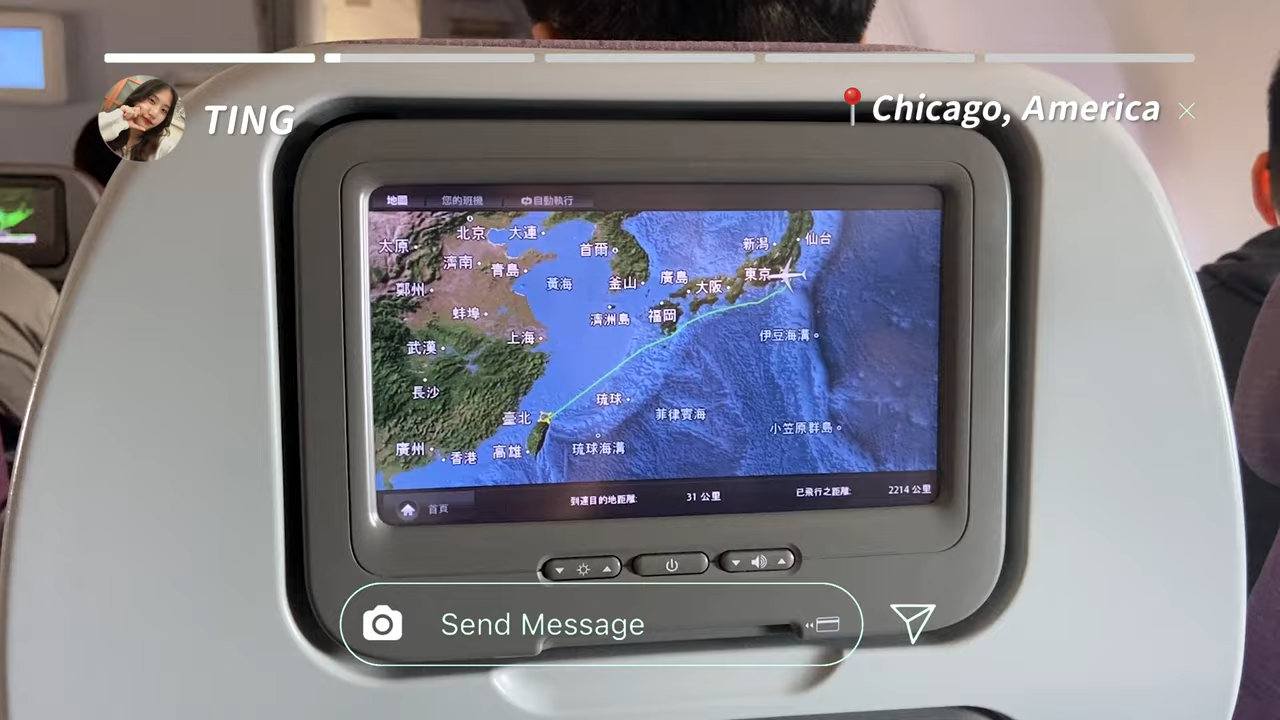 TING
Chicago, America
地圖 您的班機 自動執行
北京 大連 首爾 新潟 仙台
太原 濟南 青島 黃海 釜山 廣島 大阪 東京
鄭州 蚌埠 濟洲島 福岡
上海 伊豆海溝
武漢
長沙 琉球 菲律賓海
臺北 小笠原群島
廣州 香港 高雄 琉球海溝
首頁 到達目的地距離: 31 公里 已飛行之距離: 2214 公里
Send Message